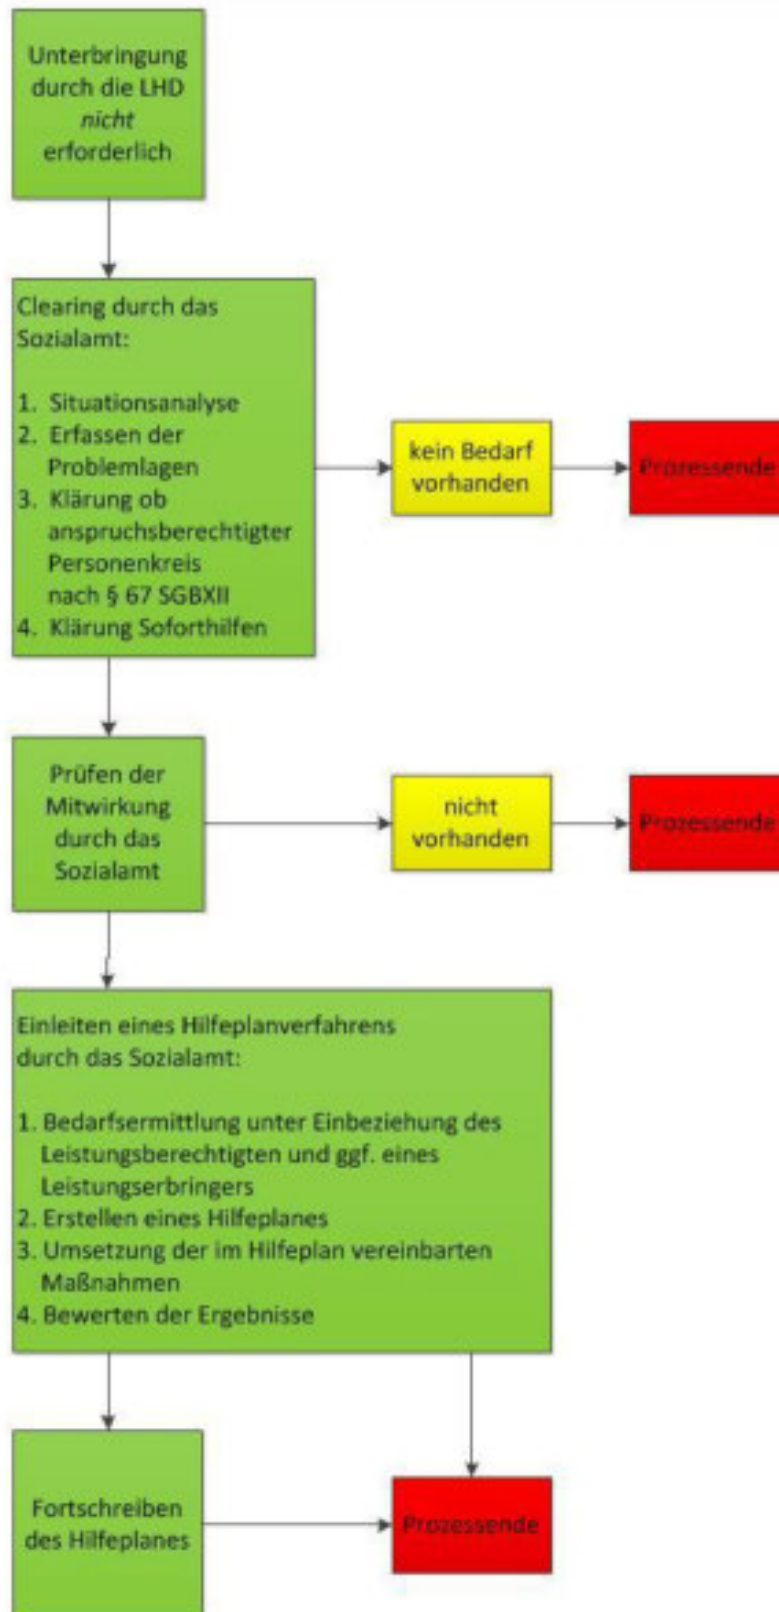 Unterbringung
durch die LHD
nicht
erforderlich
Clearing durch das
Sozialamt:
1. Situationsanalyse
2. Erfassen der
Problemlagen
3. Klärung ob
anspruchsberechtigter
Personenkreis
nach § 67 SGBXII
4. Klärung Soforthilfen
kein Bedarf
vorhanden
Prozessende
Prüfen der
Mitwirkung
durch das
Sozialamt
nicht
vorhanden
Prozessende
Einleiten eines Hilfeplanverfahrens
durch das Sozialamt:
1. Bedarfsermittlung unter Einbeziehung des
Leistungsberechtigten und ggf. eines
Leistungserbringers
2. Erstellen eines Hilfeplanes
3. Umsetzung der im Hilfeplan vereinbarten
Maßnahmen
4. Bewerten der Ergebnisse
Fortschreiben
des Hilfeplanes
Prozessende